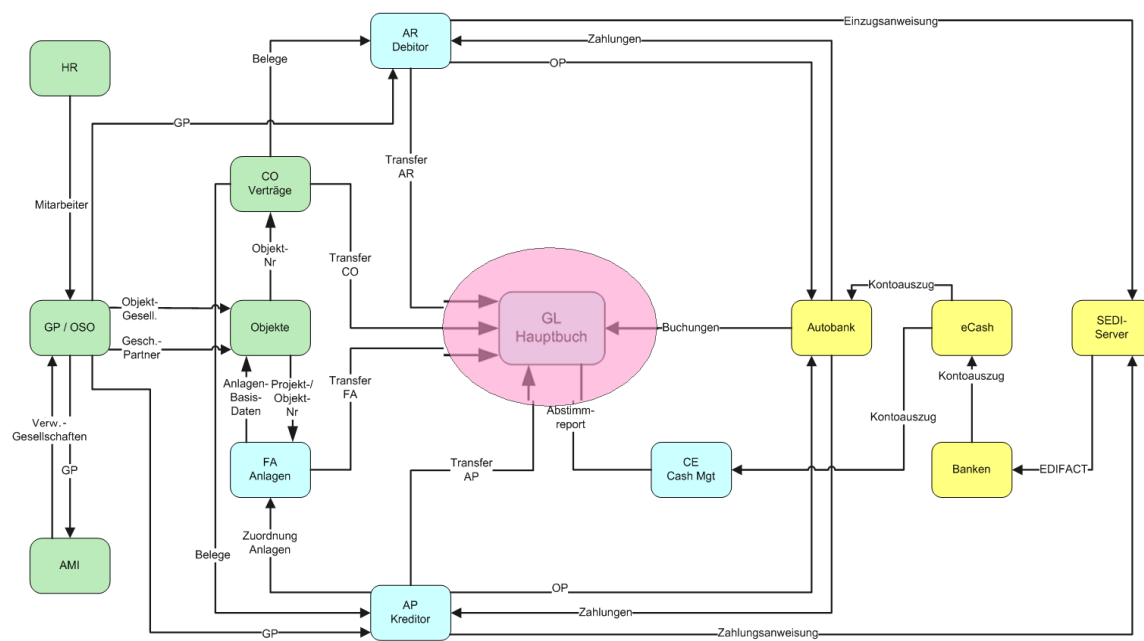 AR
Debitor
Einzugsanweisung
Zahlungen
OP
HR
Belege
GP
Transfer
AR
CO
Verträge
Mitarbeiter
Objekt-
Nr
Transfer
CO
GP / OSO
Objekt-
Gesell.
Gesch.-
Partner
Objekte
GL
Hauptbuch
Buchungen
Autobank
Kontoauszug
eCash
SEDI-
Server
Anlagen-
Basis-
Daten
Projekt-/
Objekt-
Nr
Transfer
FA
Kontoauszug
Verw.-
Gesellschaften
Abstimm-
report
Kontoauszug
GP
FA
Anlagen
Transfer
AP
CE
Cash Mgt
Banken
EDIFACT
Zuordnung
Anlagen
Belege
AMI
OP
AP
Kreditor
Zahlungen
GP
Zahlungsanweisung